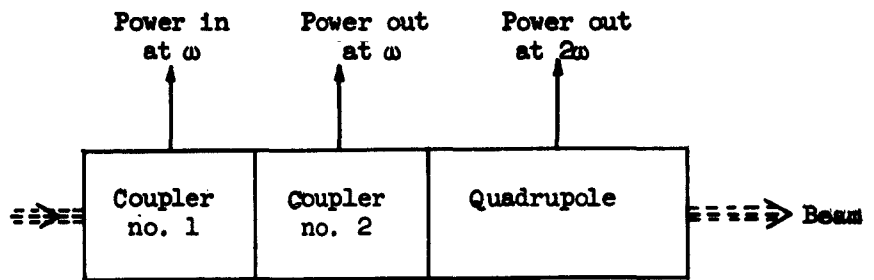 Power in
at ω
Power out
at ω
Power out
at 2ω
Coupler
no. 1
Coupler
no. 2
Quadrupole
Beam